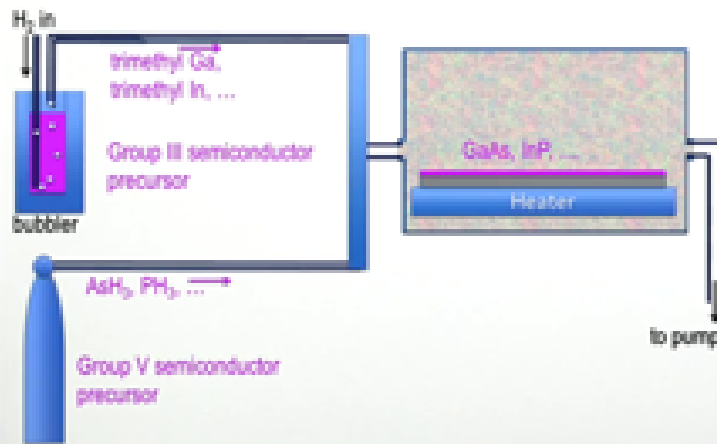 H₂ in
trimethyl Ga,
trimethyl In, ...
Group III semiconductor
precursor
GaAs, InP, ...
Heater
bubbler
AsH₃, PH₃, ...
to pump
Group V semiconductor
precursor